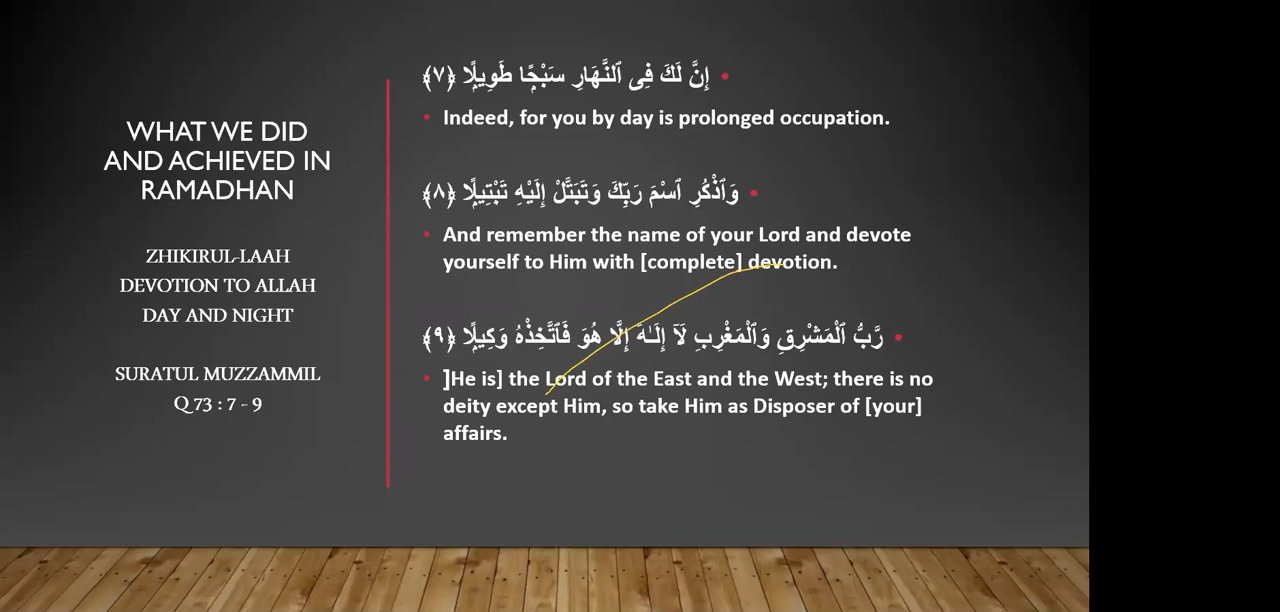 WHAT WE DID
AND ACHIEVED IN
RAMADHAN
ZHIKIRUL-LAAH
DEVOTION TO ALLAH
DAY AND NIGHT
SURATUL MUZZAMMIL
Q 73 : 7 - 9
إِنَّ لَكَ فِى ٱلنَّهَارِ سَبْحًۭا طَوِيلًۭا ﴿٧﴾
Indeed, for you by day is prolonged occupation.
وَٱذْكُرِ ٱسْمَ رَبِّكَ وَتَبَتَّلْ إِلَيْهِ تَبْتِيلًۭا ﴿٨﴾
And remember the name of your Lord and devote
yourself to Him with [complete] devotion.
رَّبُّ ٱلْمَشْرِقِ وَٱلْمَغْرِبِ لَآ إِلَـٰهَ إِلَّا هُوَ فَٱتَّخِذْهُ وَكِيلًۭا ﴿٩﴾
]He is] the Lord of the East and the West; there is no
deity except Him, so take Him as Disposer of [your]
affairs.